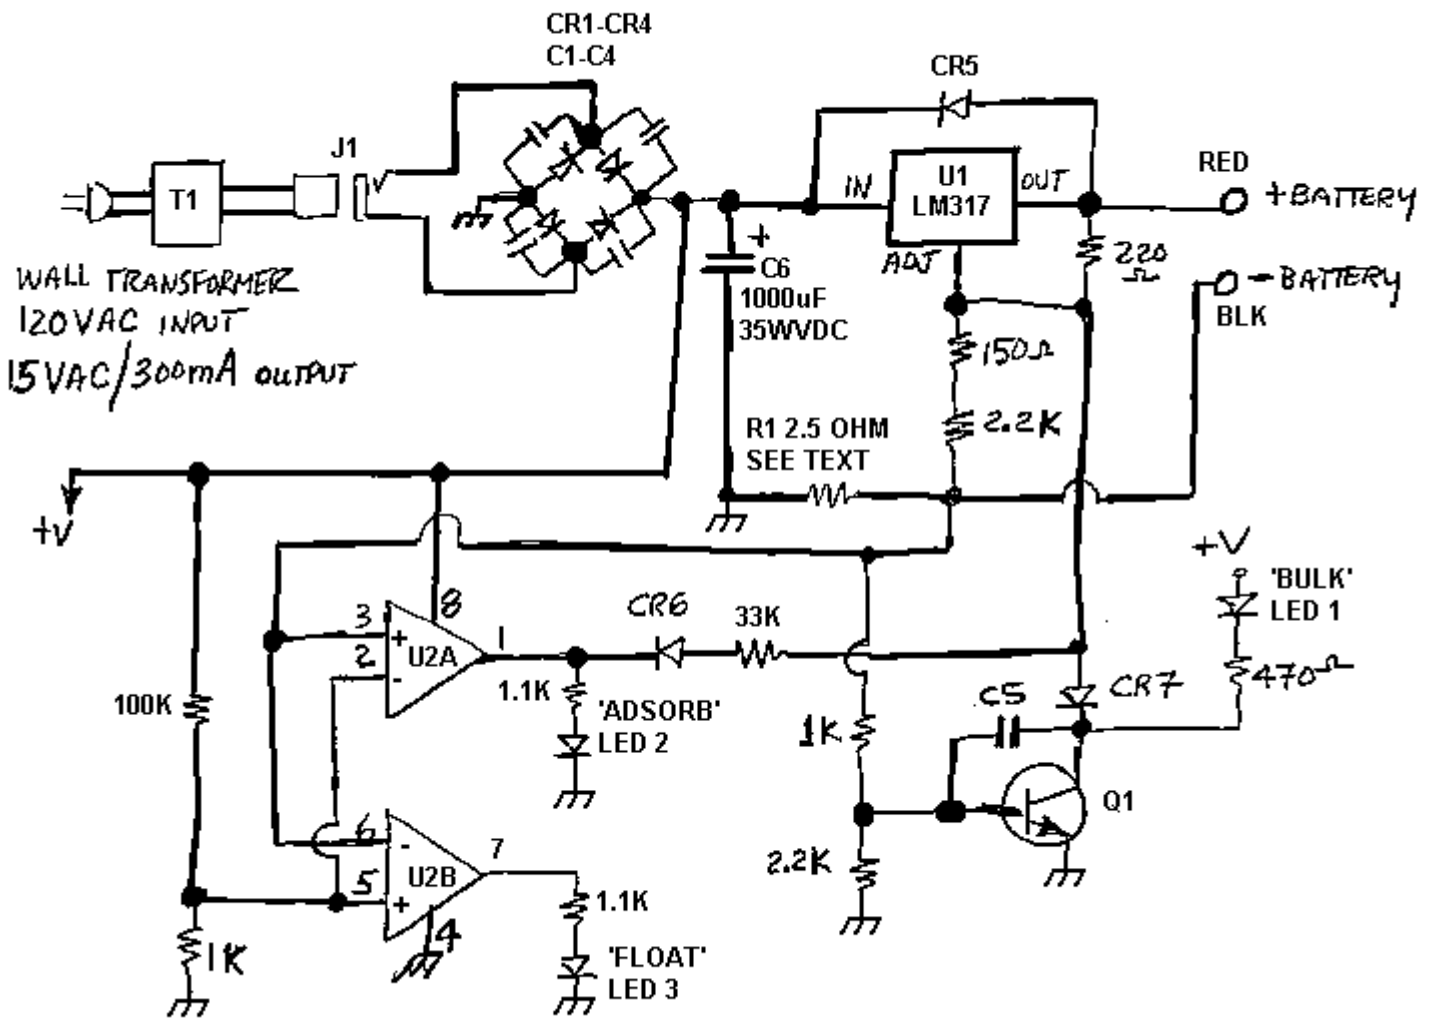 CR1-CR4
C1-C4
CR5
J1
T1
WALL TRANSFORMER
120VAC INPUT
15VAC/300mA OUTPUT
IN
U1
LM317
OUT
ADJ
RED
+BATTERY
220
Ω
-BATTERY
BLK
+
C6
1000uF
35WVDC
150Ω
2.2K
R1 2.5 OHM
SEE TEXT
+V
+V
'BULK'
LED 1
470Ω
3
+
2
-
8
U2A
1
CR6
33K
1.1K
'ADSORB'
LED 2
100K
CR7
C5
1K
Q1
2.2K
6
-
5
+
U2B
4
7
1.1K
'FLOAT'
LED 3
1K